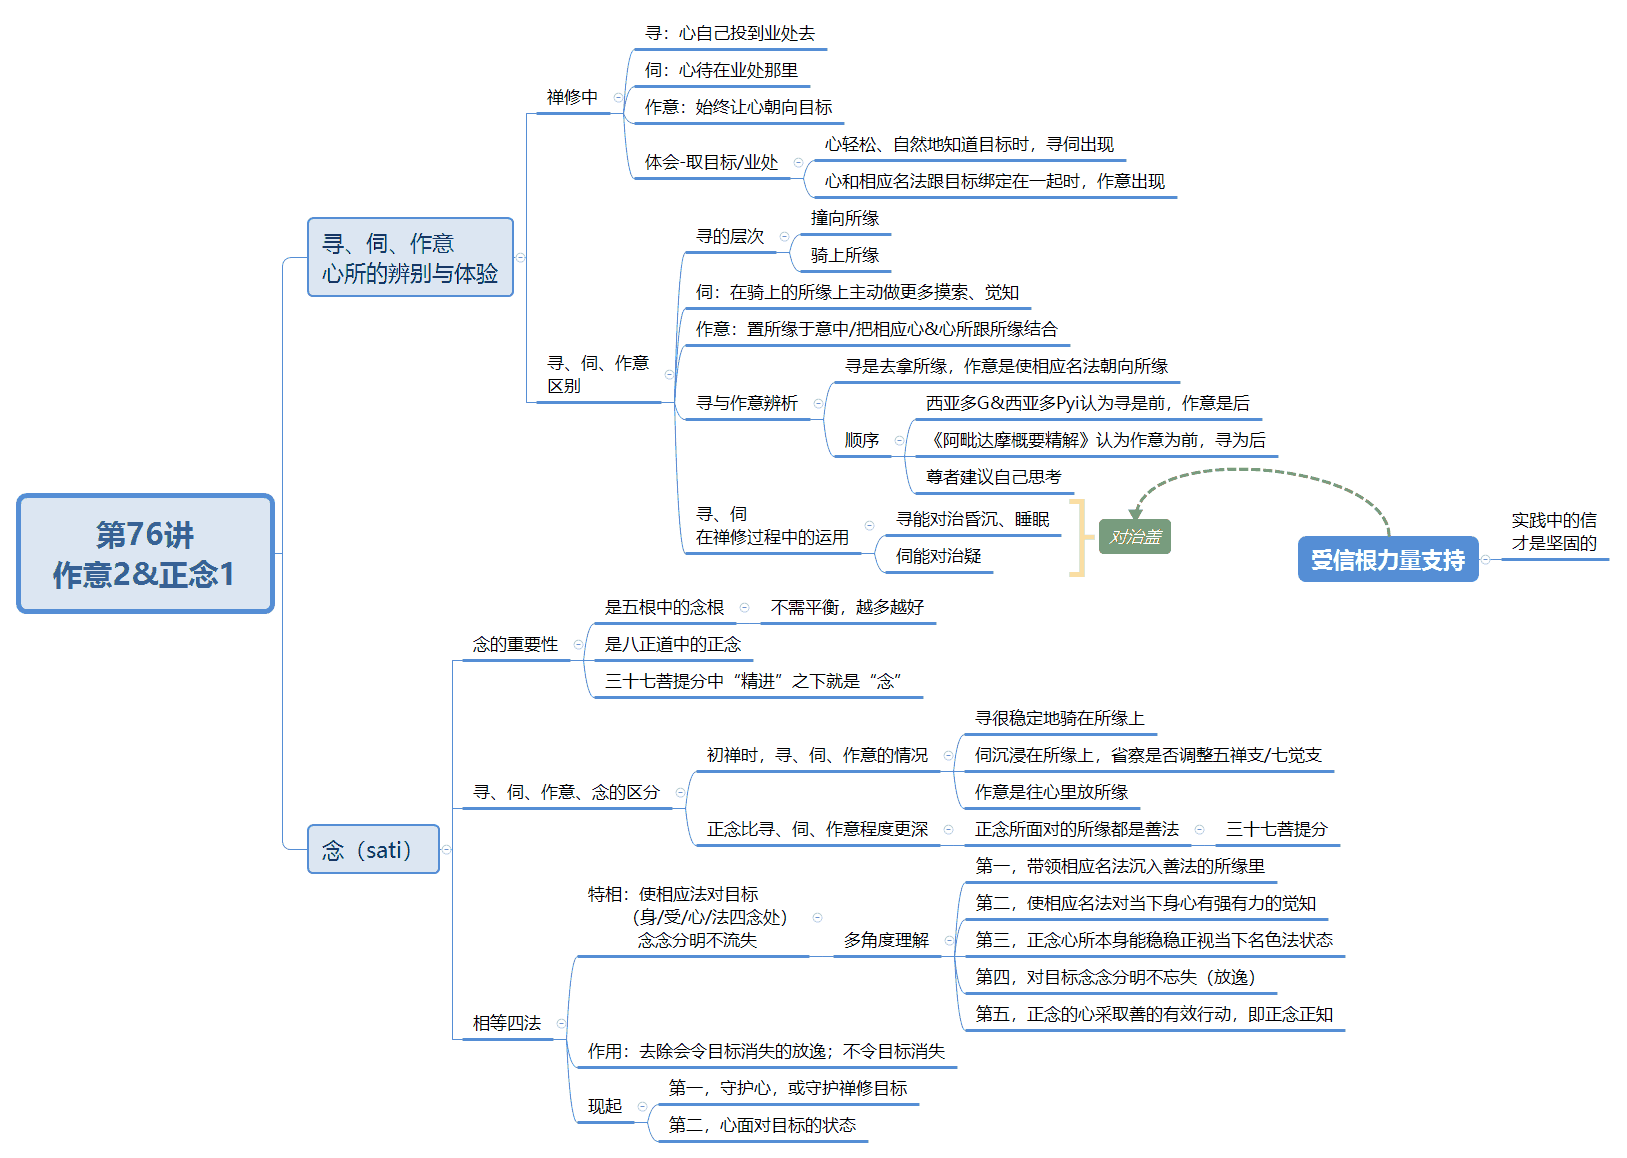 第76讲
作意2&正念1
寻、伺、作意
心所的辨别与体验
禅修中
寻：心自己投到业处去
伺：心待在业处那里
作意：始终让心朝向目标
体会-取目标/业处
心轻松、自然地知道目标时，寻伺出现
心和相应名法跟目标绑定在一起时，作意出现
寻、伺、作意
区别
寻的层次
撞向所缘
骑上所缘
伺：在骑上的所缘上主动做更多摸索、觉知
作意：置所缘于意中/把相应心&心所跟所缘结合
寻与作意辨析
寻是去拿所缘，作意是使相应名法朝向所缘
顺序
西亚多G&西亚多Pyi认为寻是前，作意是后
《阿毗达摩概要精解》认为作意为前，寻为后
尊者建议自己思考
寻、伺
在禅修过程中的运用
寻能对治昏沉、睡眠
伺能对治疑
对治盖
受信根力量支持
实践中的信
才是坚固的
念（sati）
念的重要性
是五根中的念根
不需平衡，越多越好
是八正道中的正念
三十七菩提分中“精进”之下就是“念”
寻、伺、作意、念的区分
初禅时，寻、伺、作意的情况
寻很稳定地骑在所缘上
伺沉浸在所缘上，省察是否调整五禅支/七觉支
作意是往心里放所缘
正念比寻、伺、作意程度更深
正念所面对的所缘都是善法
三十七菩提分
相等四法
特相：使相应法对目标
（身/受/心/法四念处）
念念分明不流失
多角度理解
第一，带领相应名法沉入善法的所缘里
第二，使相应名法对当下身心有强有力的觉知
第三，正念心所本身能稳稳正视当下名色法状态
第四，对目标念念分明不忘失（放逸）
第五，正念的心采取善的有效行动，即正念正知
作用：去除会令目标消失的放逸；不令目标消失
现起
第一，守护心，或守护禅修目标
第二，心面对目标的状态